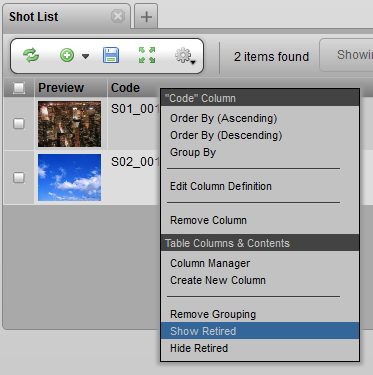 Shot List
2 items found
Showin
Preview
Code
S01_001
S02_001
"Code" Column
Order By (Ascending)
Order By (Descending)
Group By
Edit Column Definition
Remove Column
Table Columns & Contents
Column Manager
Create New Column
Remove Grouping
Show Retired
Hide Retired